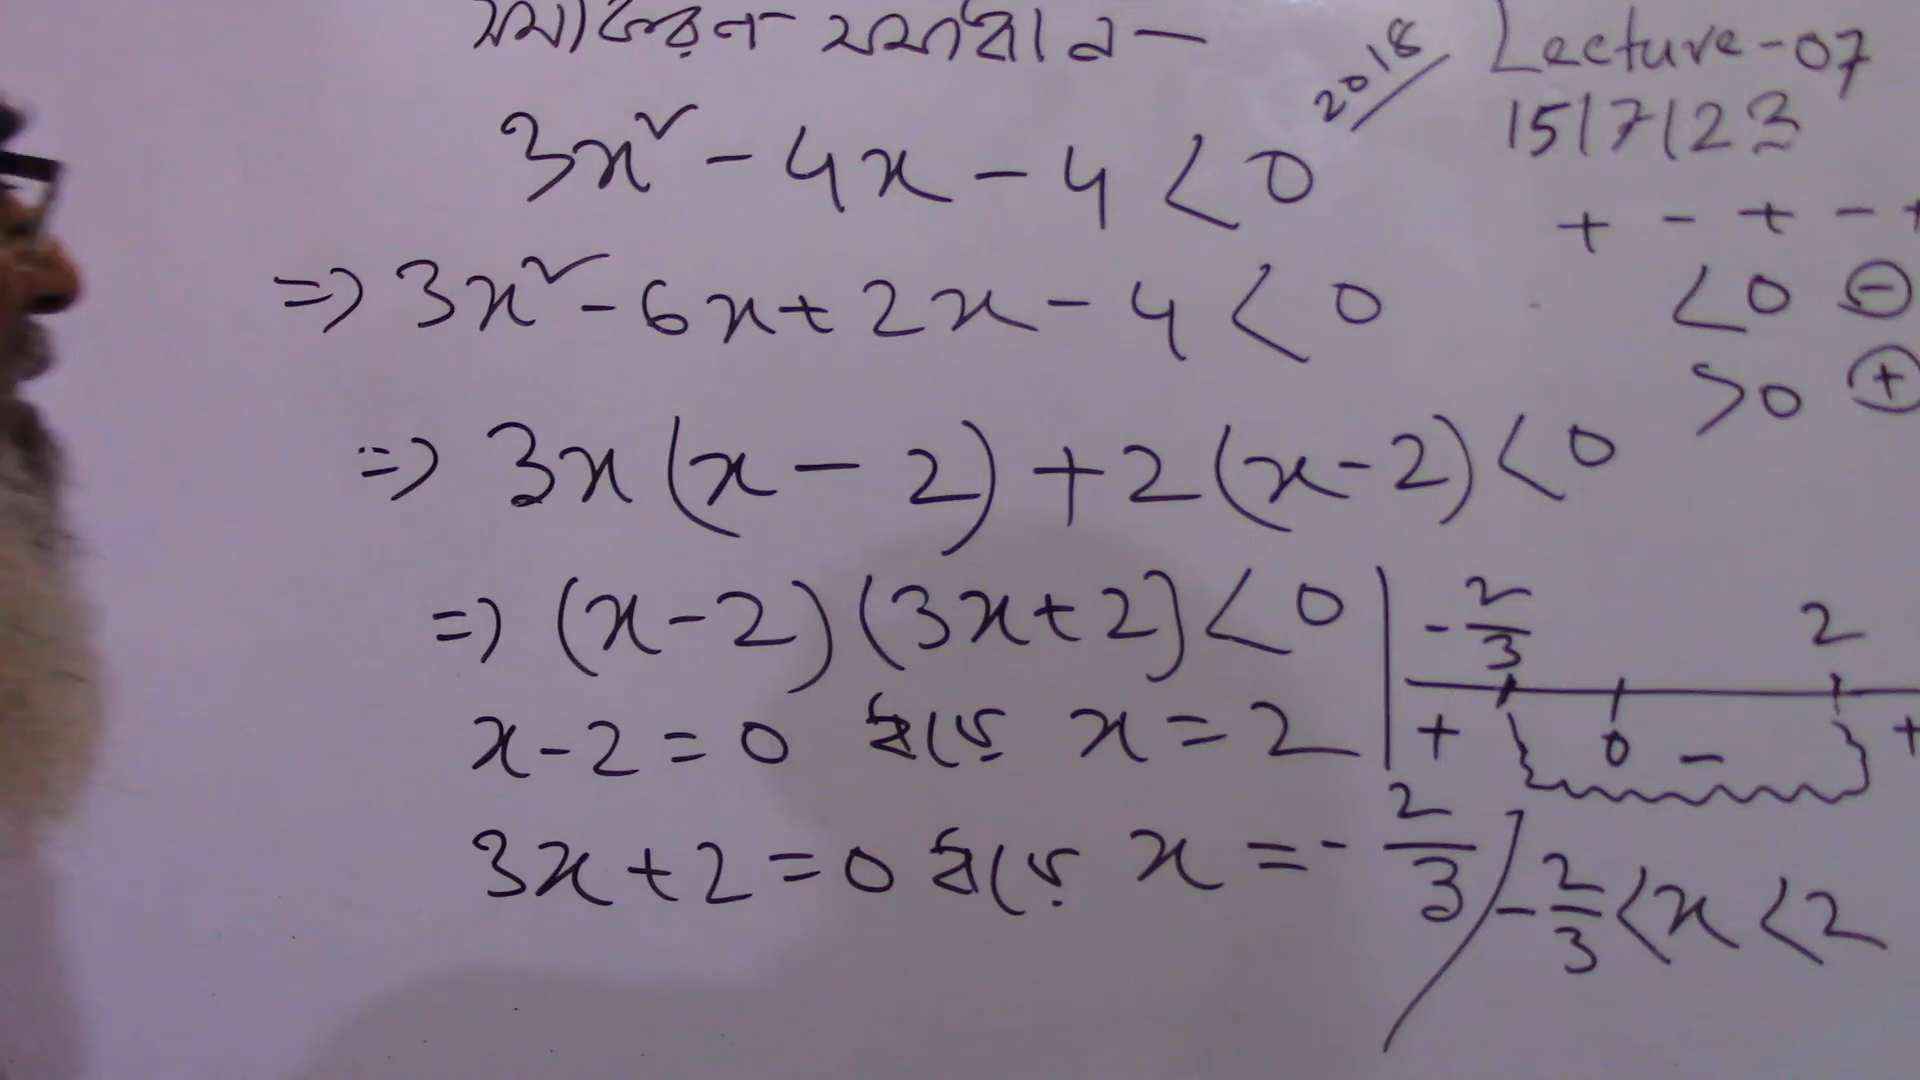 সমীকরণ সমাধান -
2018
Lecture-07
15/7/23
3x² - 4x - 4 < 0
+ - + - +
=> 3x² - 6x + 2x - 4 < 0
< 0 ⊖
> 0 ⊕
=> 3x(x - 2) + 2(x-2) < 0
=> (x-2)(3x+2) < 0
x-2 = 0 হলে x = 2
3x+2 = 0 হলে x = -2/3
-2/3 2
+ 0 - +
-2/3 < x < 2